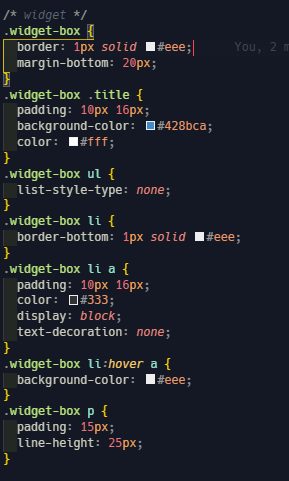 /* widget */
.widget-box {
border: 1px solid #eee; You, 2 m
margin-bottom: 20px;
}
.widget-box .title {
padding: 10px 16px;
background-color: #428bca;
color: #fff;
}
.widget-box ul {
list-style-type: none;
}
.widget-box li {
border-bottom: 1px solid #eee;
}
.widget-box li a {
padding: 10px 16px;
color: #333;
display: block;
text-decoration: none;
}
.widget-box li:hover a {
background-color: #eee;
}
.widget-box p {
padding: 15px;
line-height: 25px;
}